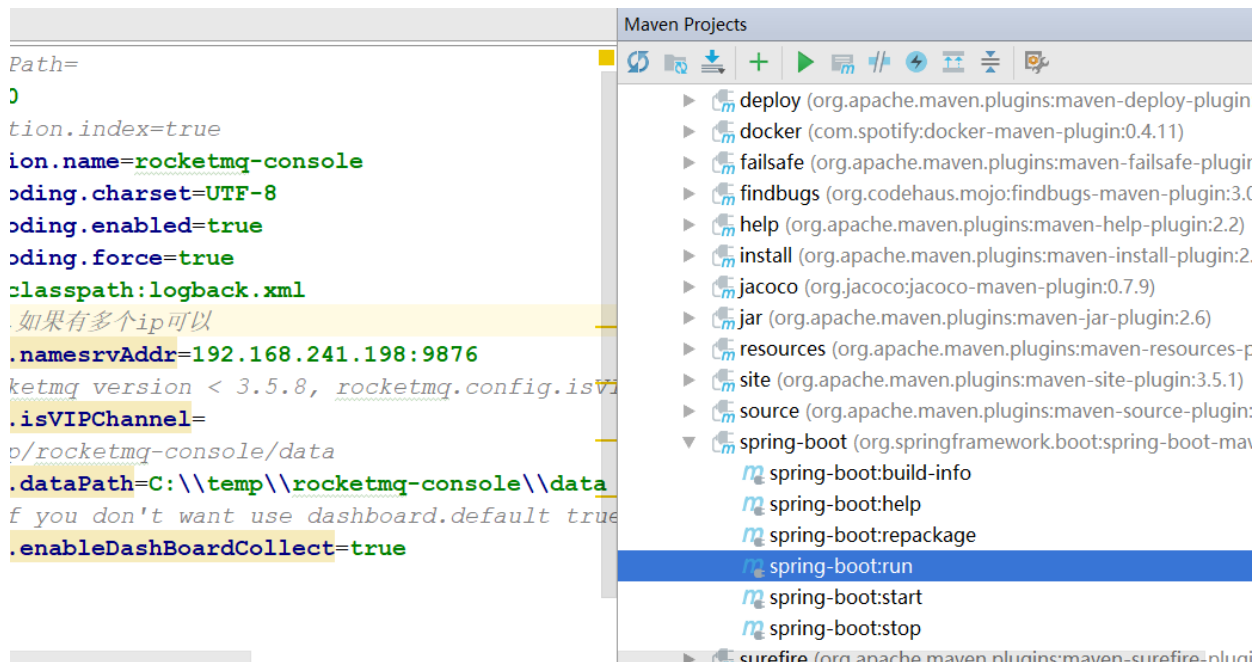 Path=
0
tion.index=true
ion.name=rocketmq-console
oding.charset=UTF-8
oding.enabled=true
oding.force=true
classpath:logback.xml
如果有多个ip可以
.namesrvAddr=192.168.241.198:9876
ketmq version < 3.5.8, rocketmq.config.isVI
.isVIPChannel=
p/rocketmq-console/data
.dataPath=C:\\temp\\rocketmq-console\\data
f you don't want use dashboard.default true
.enableDashBoardCollect=true
Maven Projects
deploy (org.apache.maven.plugins:maven-deploy-plugin
docker (com.spotify:docker-maven-plugin:0.4.11)
failsafe (org.apache.maven.plugins:maven-failsafe-plugin
findbugs (org.codehaus.mojo:findbugs-maven-plugin:3.0
help (org.apache.maven.plugins:maven-help-plugin:2.2)
install (org.apache.maven.plugins:maven-install-plugin:2.
jacoco (org.jacoco:jacoco-maven-plugin:0.7.9)
jar (org.apache.maven.plugins:maven-jar-plugin:2.6)
resources (org.apache.maven.plugins:maven-resources-p
site (org.apache.maven.plugins:maven-site-plugin:3.5.1)
source (org.apache.maven.plugins:maven-source-plugin:
spring-boot (org.springframework.boot:spring-boot-mav
spring-boot:build-info
spring-boot:help
spring-boot:repackage
spring-boot:run
spring-boot:start
spring-boot:stop
surefire (org.apache.maven.plugins:maven-surefire-plugi